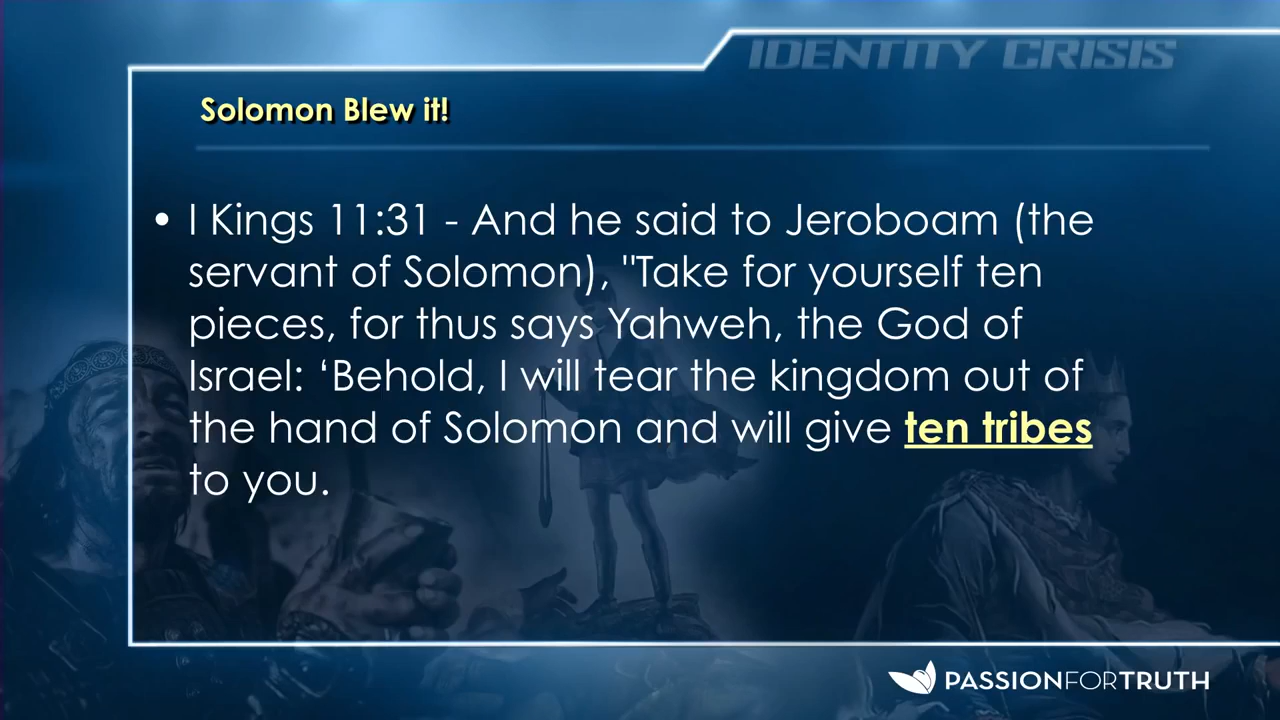 IDENTITY CRISIS
Solomon Blew it!
• I Kings 11:31 - And he said to Jeroboam (the
servant of Solomon), "Take for yourself ten
pieces, for thus says Yahweh, the God of
Israel: ‘Behold, I will tear the kingdom out of
the hand of Solomon and will give ten tribes
to you.
PASSIONFORTRUTH